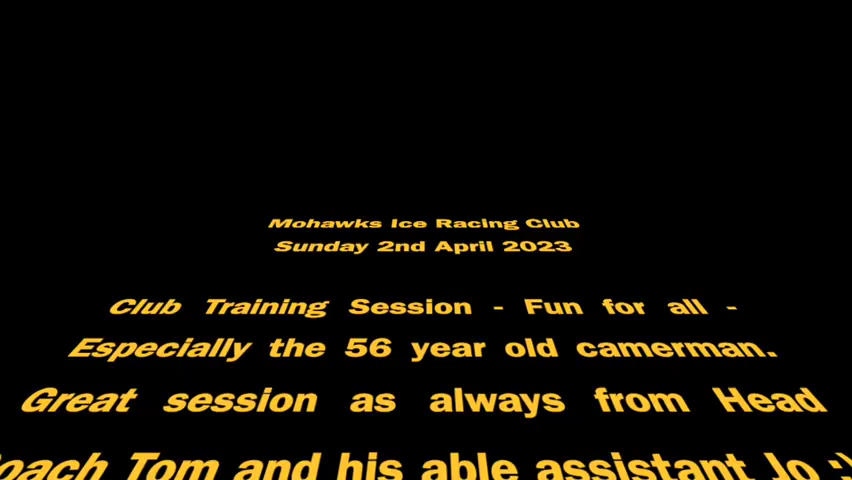 Mohawks Ice Racing Club
Sunday 2nd April 2023
Club Training Session - Fun for all -
Especially the 56 year old camerman.
Great session as always from Head
Coach Tom and his able assistant Jo :)